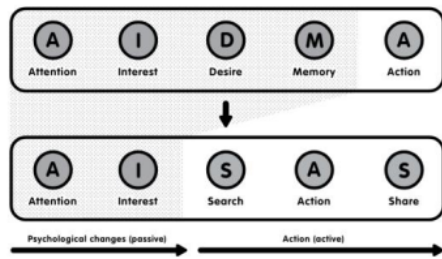 A I D M A
Attention Interest Desire Memory Action
A I S A S
Attention Interest Search Action Share
Psychological changes (passive) Action (active)